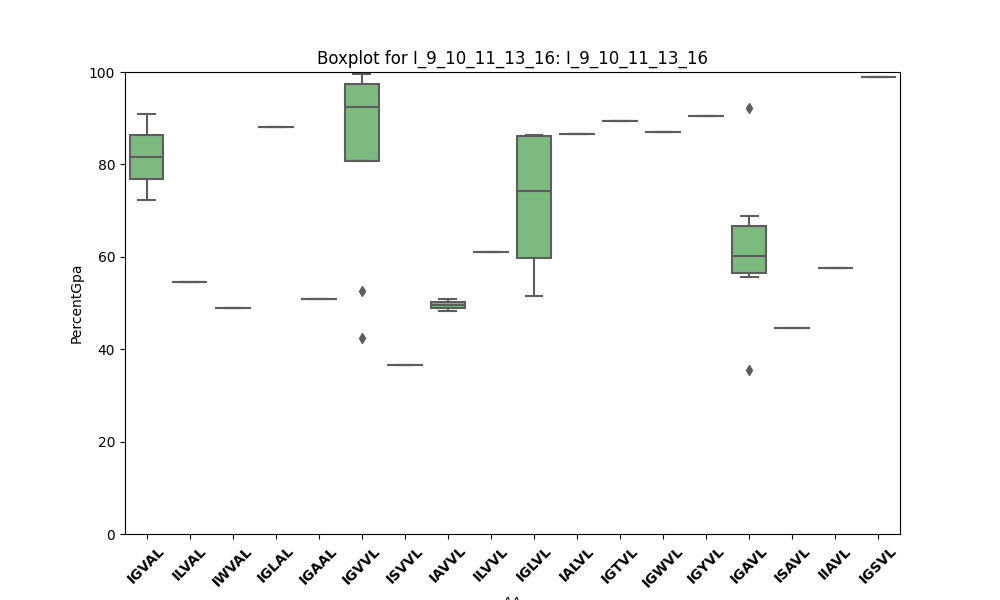 Boxplot for I_9_10_11_13_16: I_9_10_11_13_16
100
80
60
40
20
0
PercentGpa
IGVAL
ILVAL
IWVAL
IGLAL
IGAAL
IGVVL
ISVVL
IAVVL
ILVVL
IGLVL
IALVL
IGTVL
IGWVL
IGYVL
IGAVL
ISAVL
IIAVL
IGSVL